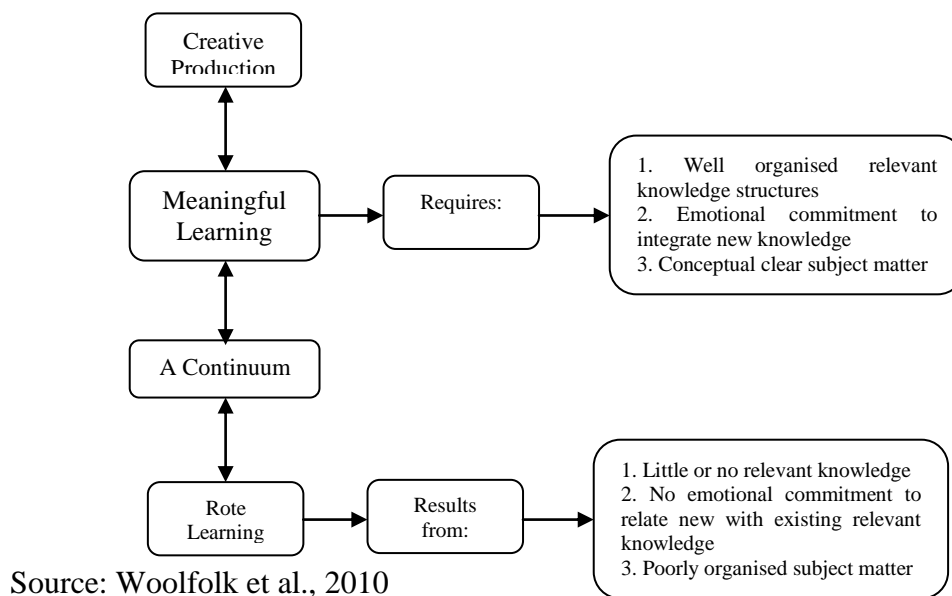 Creative
Production
Meaningful
Learning
Requires:
1. Well organised relevant
knowledge structures
2. Emotional commitment to
integrate new knowledge
3. Conceptual clear subject matter
A Continuum
Rote
Learning
Results
from:
1. Little or no relevant knowledge
2. No emotional commitment to
relate new with existing relevant
knowledge
3. Poorly organised subject matter
Source: Woolfolk et al., 2010